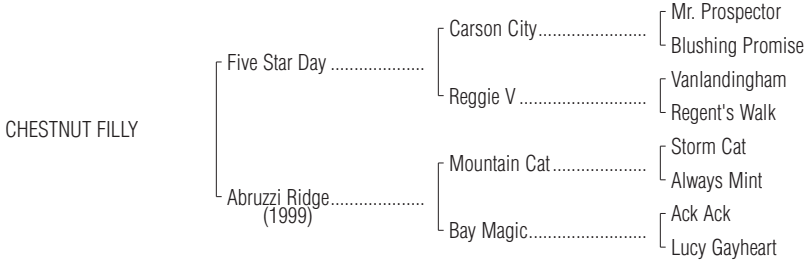 Mr. Prospector
Carson City.......................
Blushing Promise
Five Star Day ....................
Vanlandingham
Reggie V ...........................
Regent's Walk
CHESTNUT FILLY
Storm Cat
Mountain Cat....................
Always Mint
Abruzzi Ridge....................
(1999)
Ack Ack
Bay Magic.........................
Lucy Gayheart